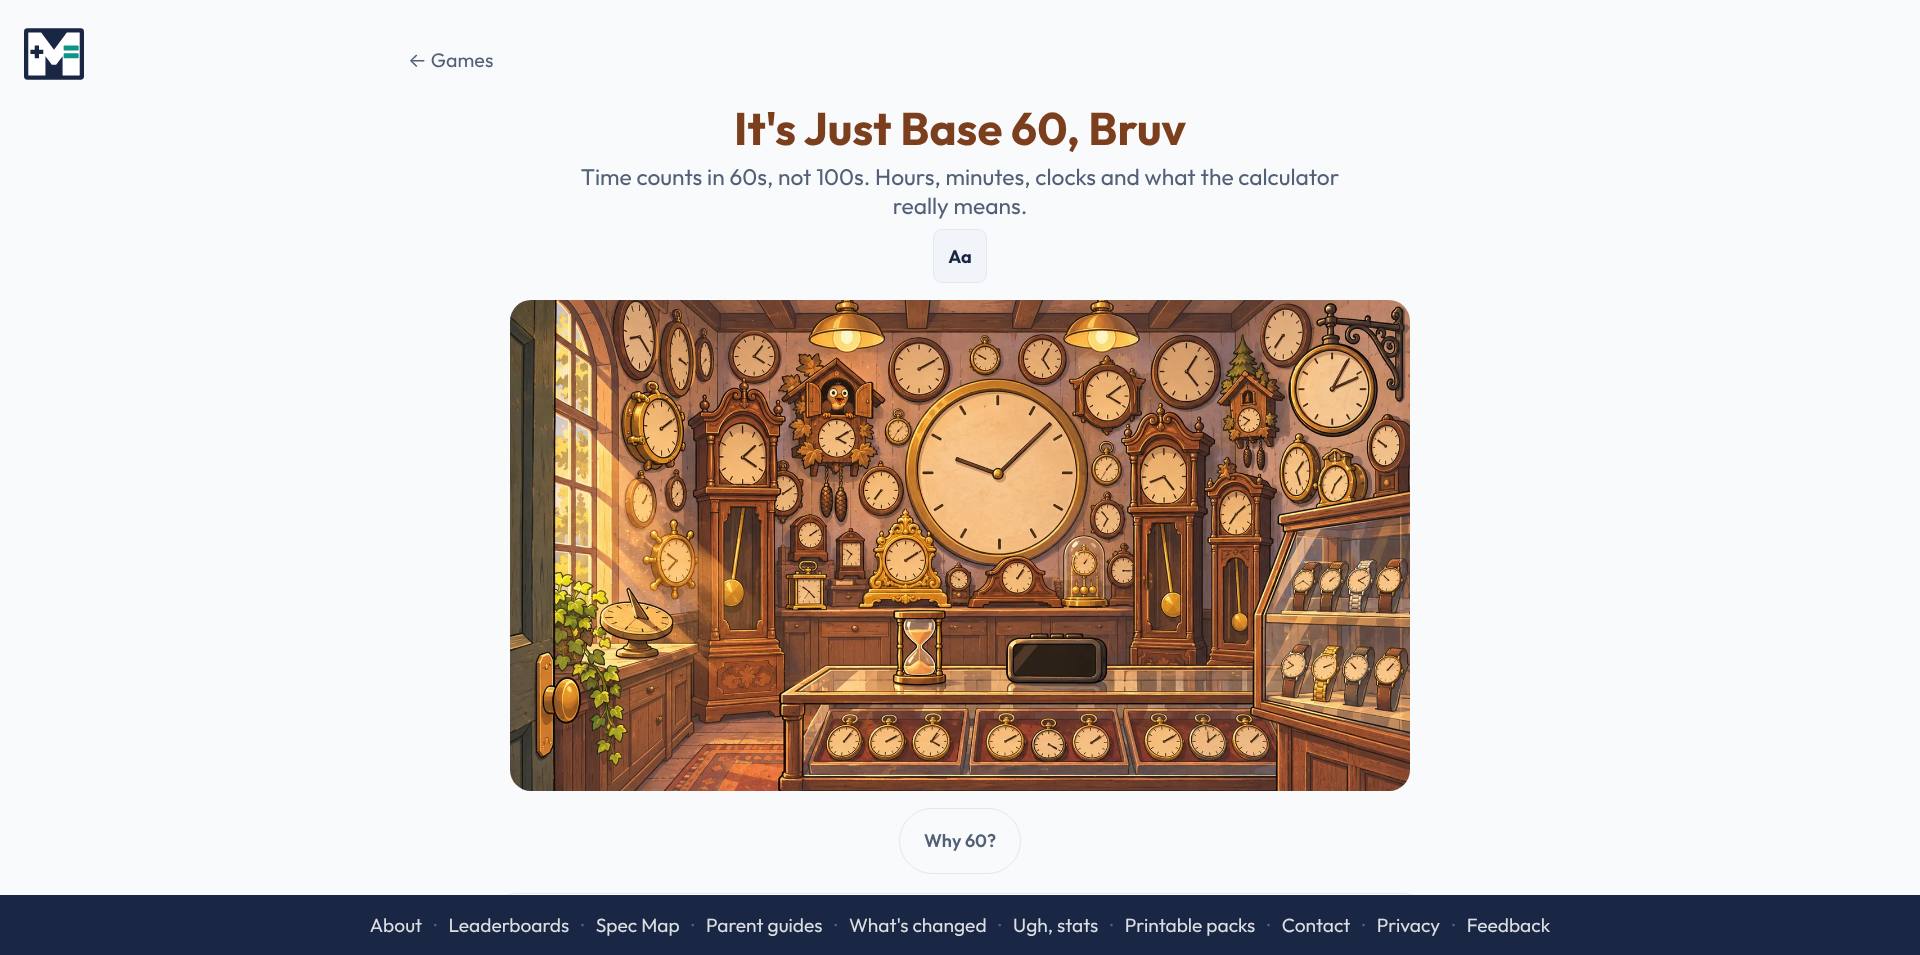 ← Games
It's Just Base 60, Bruv
Time counts in 60s, not 100s. Hours, minutes, clocks and what the calculator
really means.
Aa
Why 60?
About · Leaderboards · Spec Map · Parent guides · What's changed · Ugh, stats · Printable packs · Contact · Privacy · Feedback